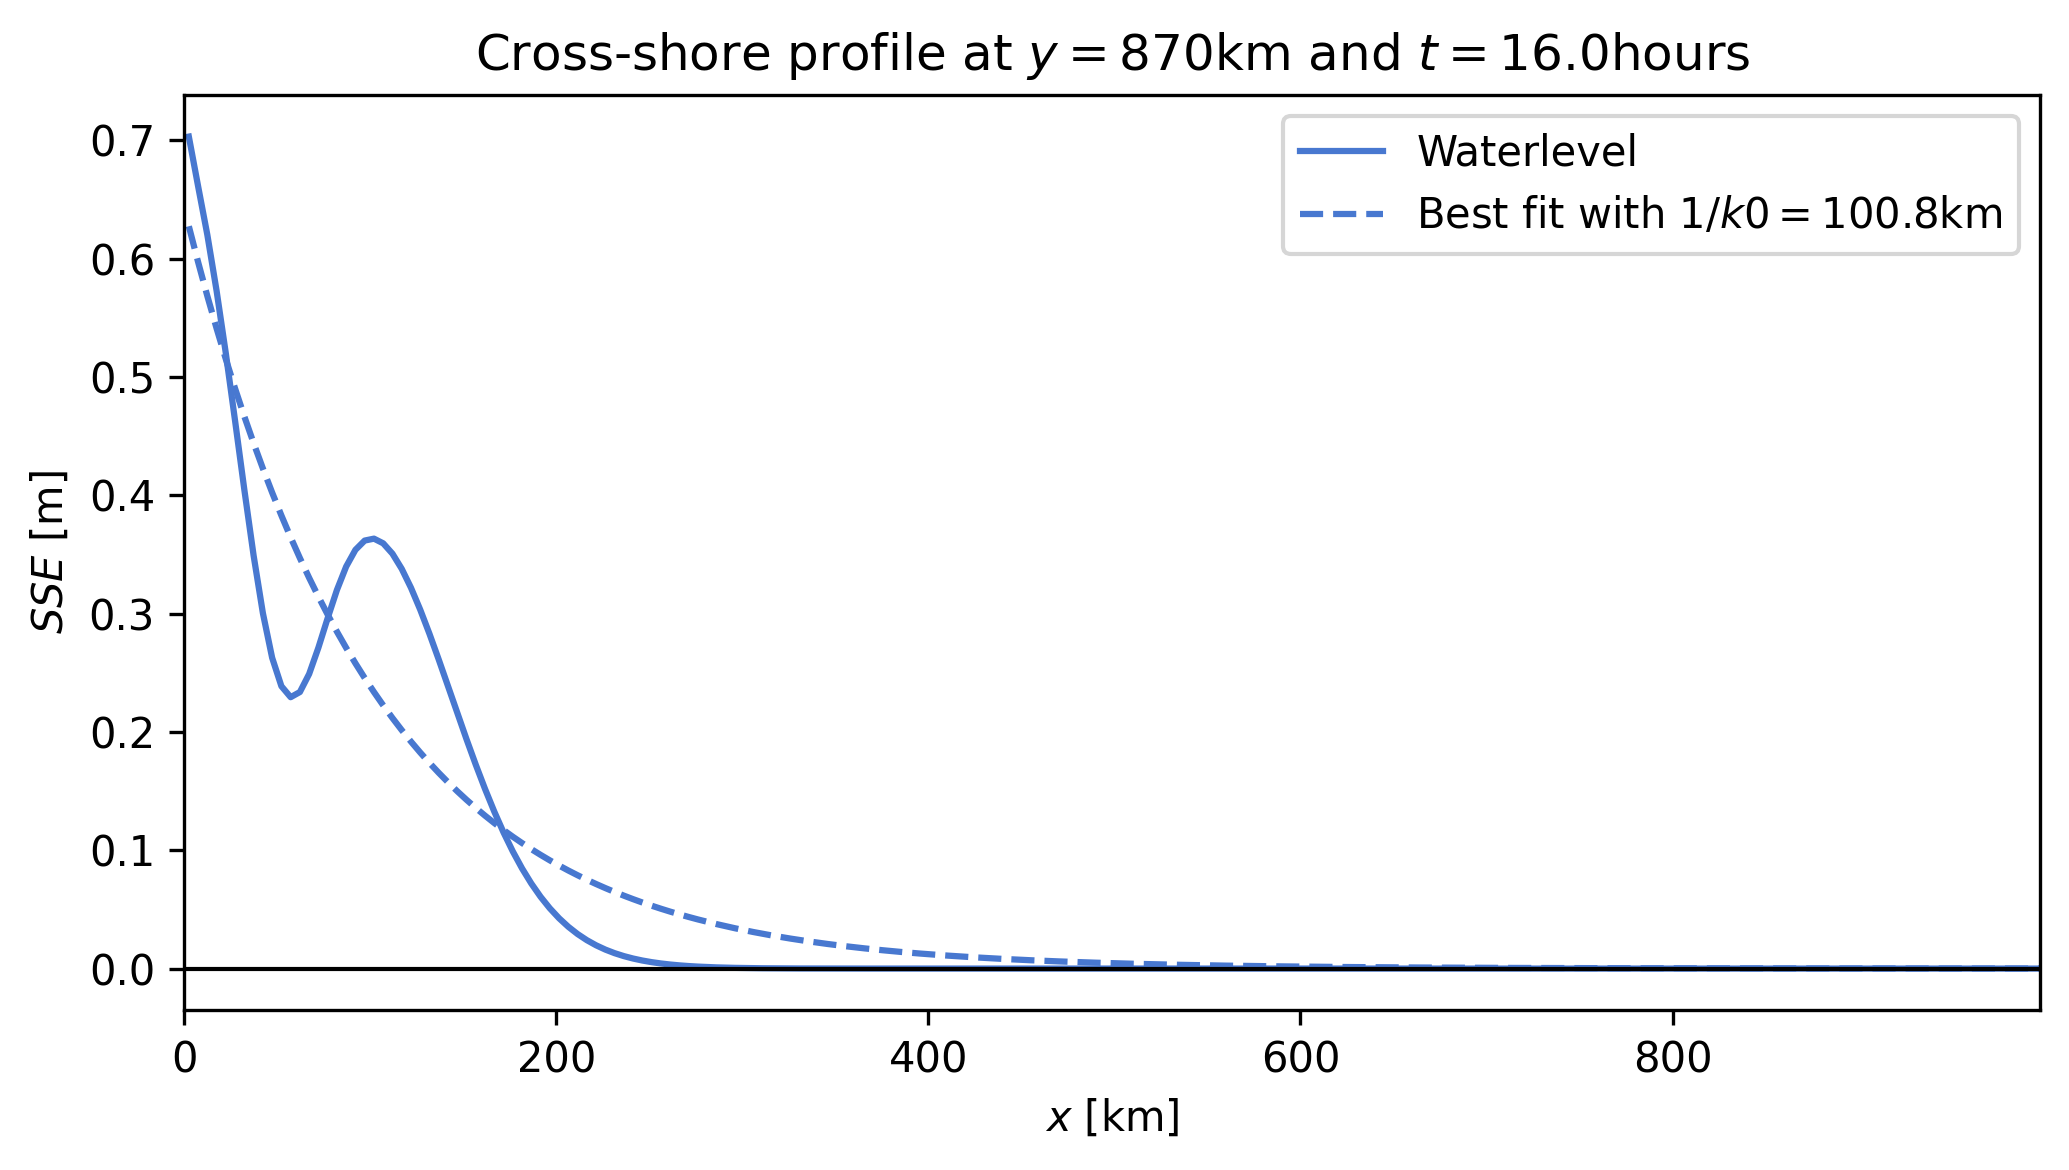 Cross-shore profile at y = 870km and t = 16.0hours
Waterlevel
Best fit with 1/k0 = 100.8km
SSE [m]
0.7
0.6
0.5
0.4
0.3
0.2
0.1
0.0
0 200 400 600 800
x [km]